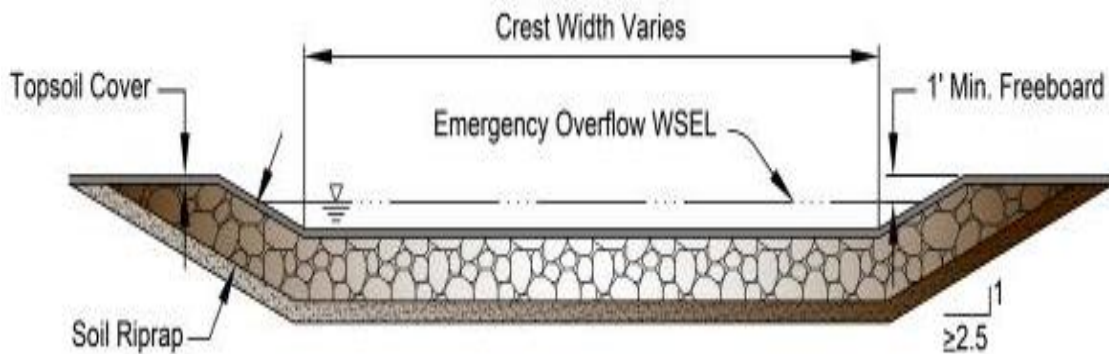 Crest Width Varies
Topsoil Cover
1' Min. Freeboard
Emergency Overflow WSEL
Soil Riprap
1
≥2.5